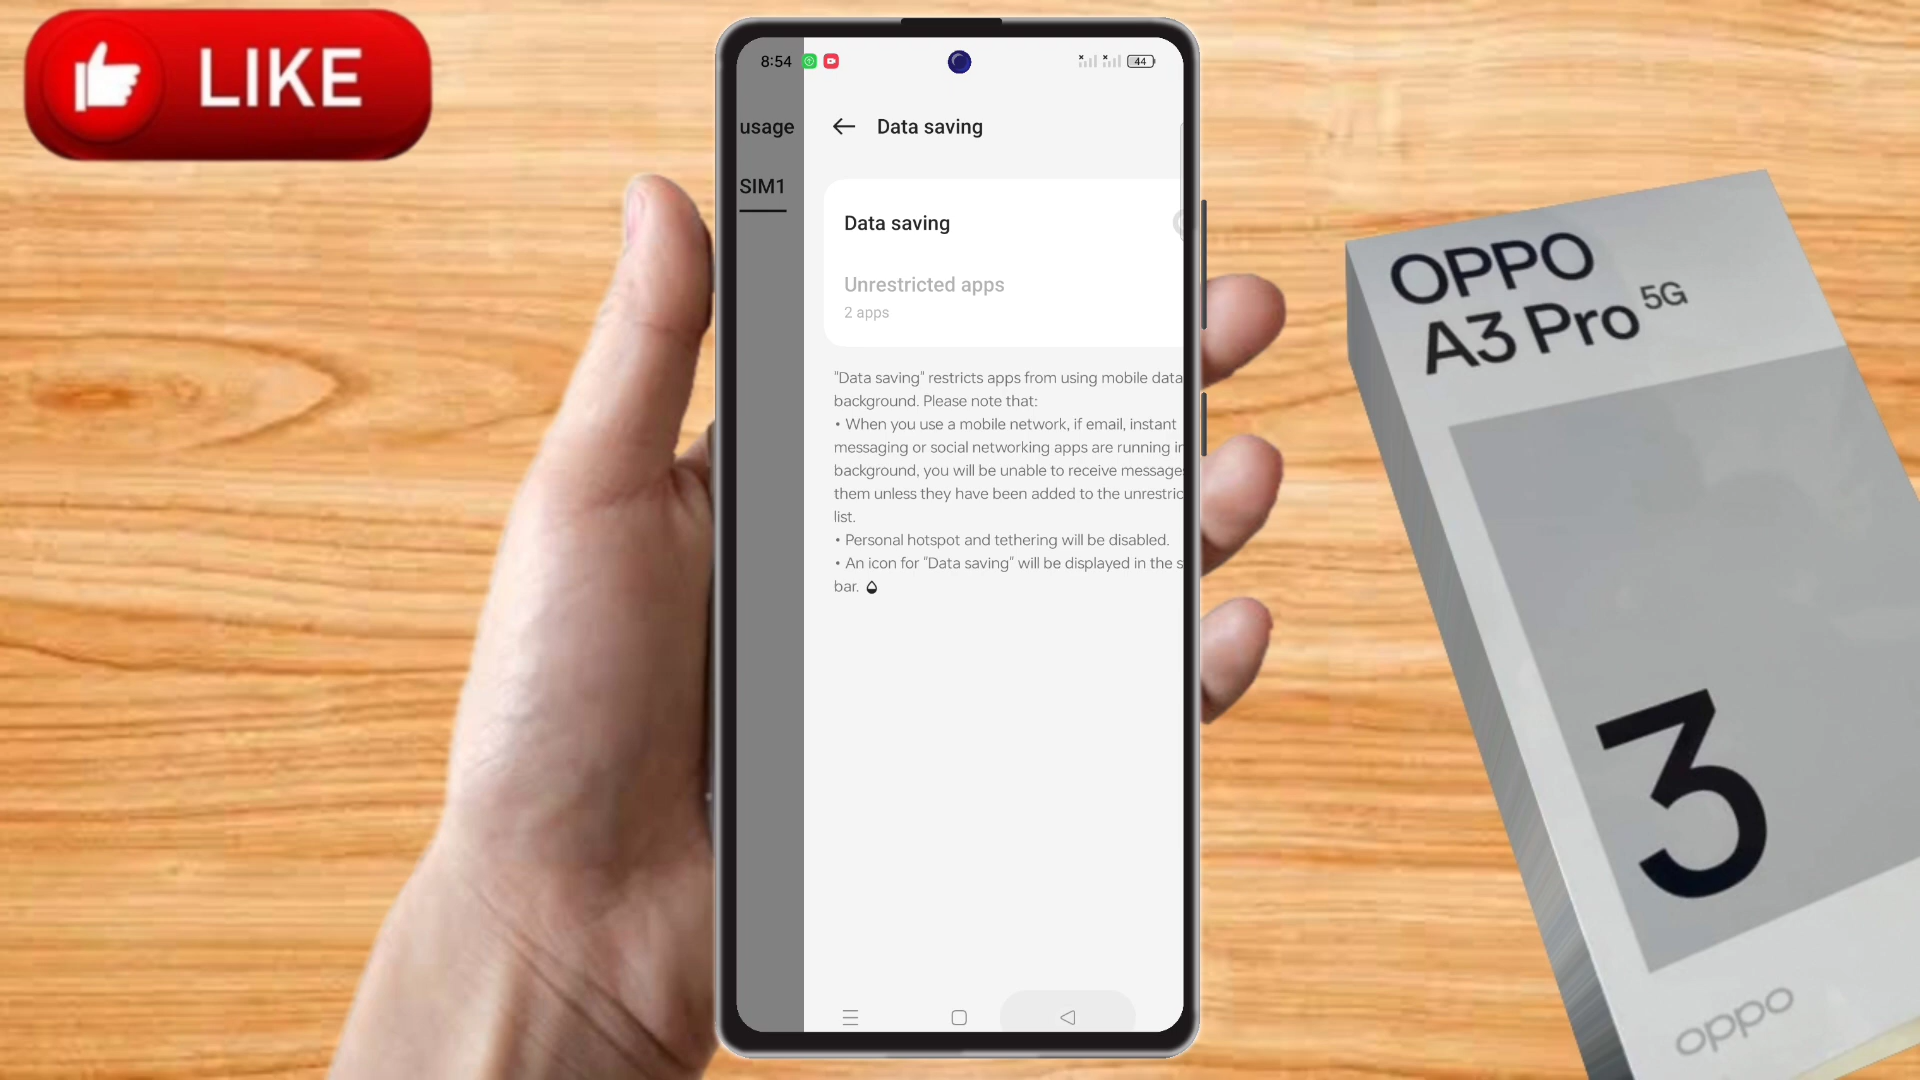 LIKE
8:54
44
usage
Data saving
SIM1
Data saving
Unrestricted apps
2 apps
"Data saving" restricts apps from using mobile data
background. Please note that:
• When you use a mobile network, if email, instant
messaging or social networking apps are running in
background, you will be unable to receive message
them unless they have been added to the unrestric
list.
• Personal hotspot and tethering will be disabled.
• An icon for "Data saving" will be displayed in the s
bar.
OPPO
A3 Pro 5G
3
oppo